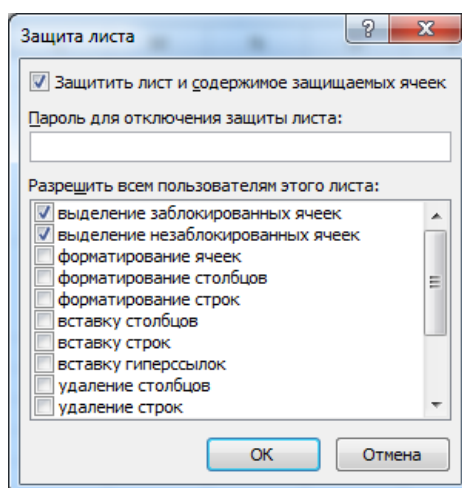 Защита листа
Защитить лист и содержимое защищаемых ячеек
Пароль для отключения защиты листа:
Разрешить всем пользователям этого листа:
выделение заблокированных ячеек
выделение незаблокированных ячеек
форматирование ячеек
форматирование столбцов
форматирование строк
вставку столбцов
вставку строк
вставку гиперссылок
удаление столбцов
удаление строк
ОК
Отмена